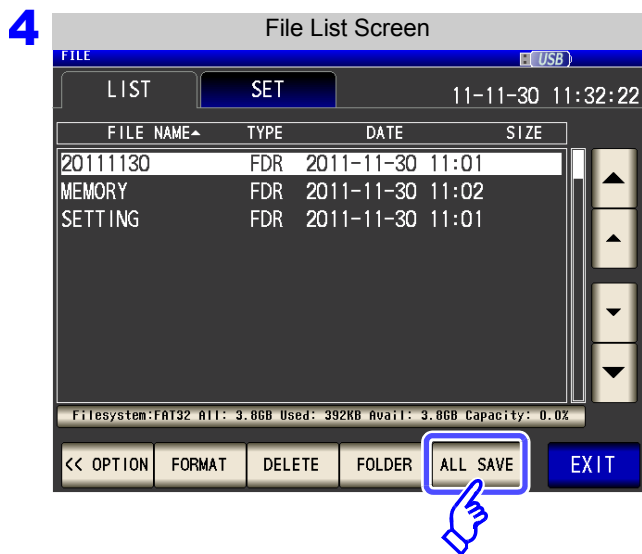 4
File List Screen
FILE USB
LIST SET 11-11-30 11:32:22
FILE NAME▲ TYPE DATE SIZE
20111130 FDR 2011-11-30 11:01
MEMORY FDR 2011-11-30 11:02
SETTING FDR 2011-11-30 11:01
Filesystem:FAT32 All: 3.8GB Used: 392KB Avail: 3.8GB Capacity: 0.0%
<< OPTION FORMAT DELETE FOLDER ALL SAVE EXIT